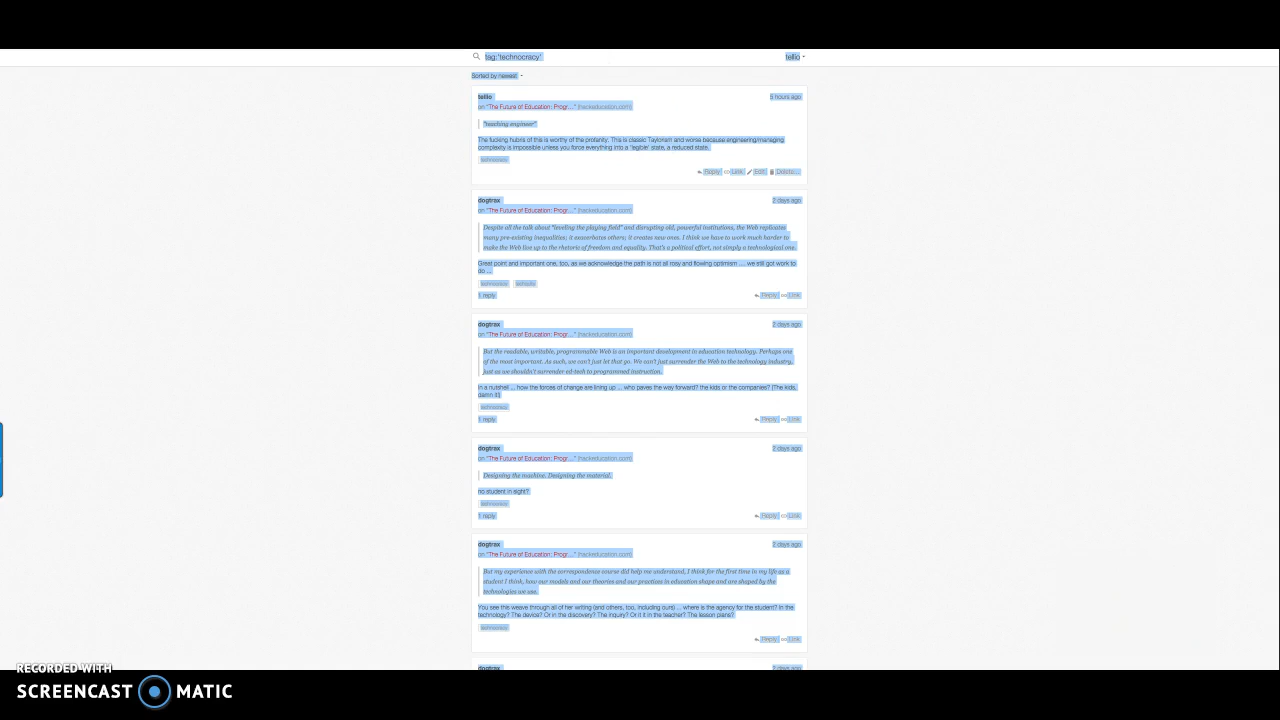 tag:'technocracy'
tellio
Sorted by newest
tellio
5 hours ago
on "The Future of Education: Progr…" (hackeducation.com)
"teaching engineer"
The fucking hubris of this is worthy of the profanity. This is classic Taylorism and worse because engineering/managing
complexity is impossible unless you force everything into a 'legible' state, a reduced state.
technocracy
Reply Link Edit Delete…
dogtrax
2 days ago
on "The Future of Education: Progr…" (hackeducation.com)
Despite all the talk about "leveling the playing field" and disrupting old, powerful institutions, the Web replicates
many pre-existing inequalities; it exacerbates others; it creates new ones. I think we have to work much harder to
make the Web live up to the rhetoric of freedom and equality. That's a political effort, not simply a technological one.
Great point and important one, too, as we acknowledge the path is not all rosy and flowing optimism .... we still got work to
do ...
technocracy
1 reply
Reply Link
dogtrax
2 days ago
on "The Future of Education: Progr…" (hackeducation.com)
But the readable, writable, programmable Web is an important development in education technology. Perhaps one
of the most important. As such, we can't just let that go. We can't just surrender the Web to the technology industry,
just as we shouldn't surrender ed-tech to programmed instruction.
In a nutshell ... how the forces of change are lining up ... who paves the way forward? the kids or the companies? [The kids,
damn it!]
technocracy
1 reply
Reply Link
dogtrax
2 days ago
on "The Future of Education: Progr…" (hackeducation.com)
Designing the machine. Designing the material.
no student in sight?
technocracy
1 reply
Reply Link
dogtrax
2 days ago
on "The Future of Education: Progr…" (hackeducation.com)
But my experience with the correspondence course did help me understand, I think for the first time in my life as a
student I think, how our models and our theories and our practices in education shape and are shaped by the
technologies we use.
You see this weave through all of her writing (and others, too, including ours) ... where is the agency for the student? In the
technology? The device? Or in the discovery? The inquiry? Or it it in the teacher? The lesson plans?
technocracy
Reply Link
dogtrax
2 days ago
RECORDED WITH
SCREENCAST MATIC